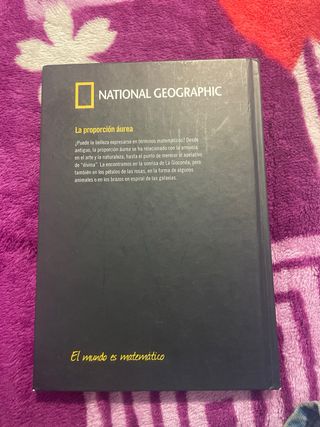 NATIONAL GEOGRAPHIC
La proporción áurea
¿Puede la belleza expresarse en términos matemáticos? Desde
antiguo, la proporción áurea se ha relacionado con la armonía
en el arte y la naturaleza, hasta el punto de merecer el apelativo
de "divina". La encontramos en la sonrisa de La Gioconda, pero
también en los pétalos de las rosas, en la forma de algunos
animales o en los brazos en espiral de las galaxias.
El mundo es matemático